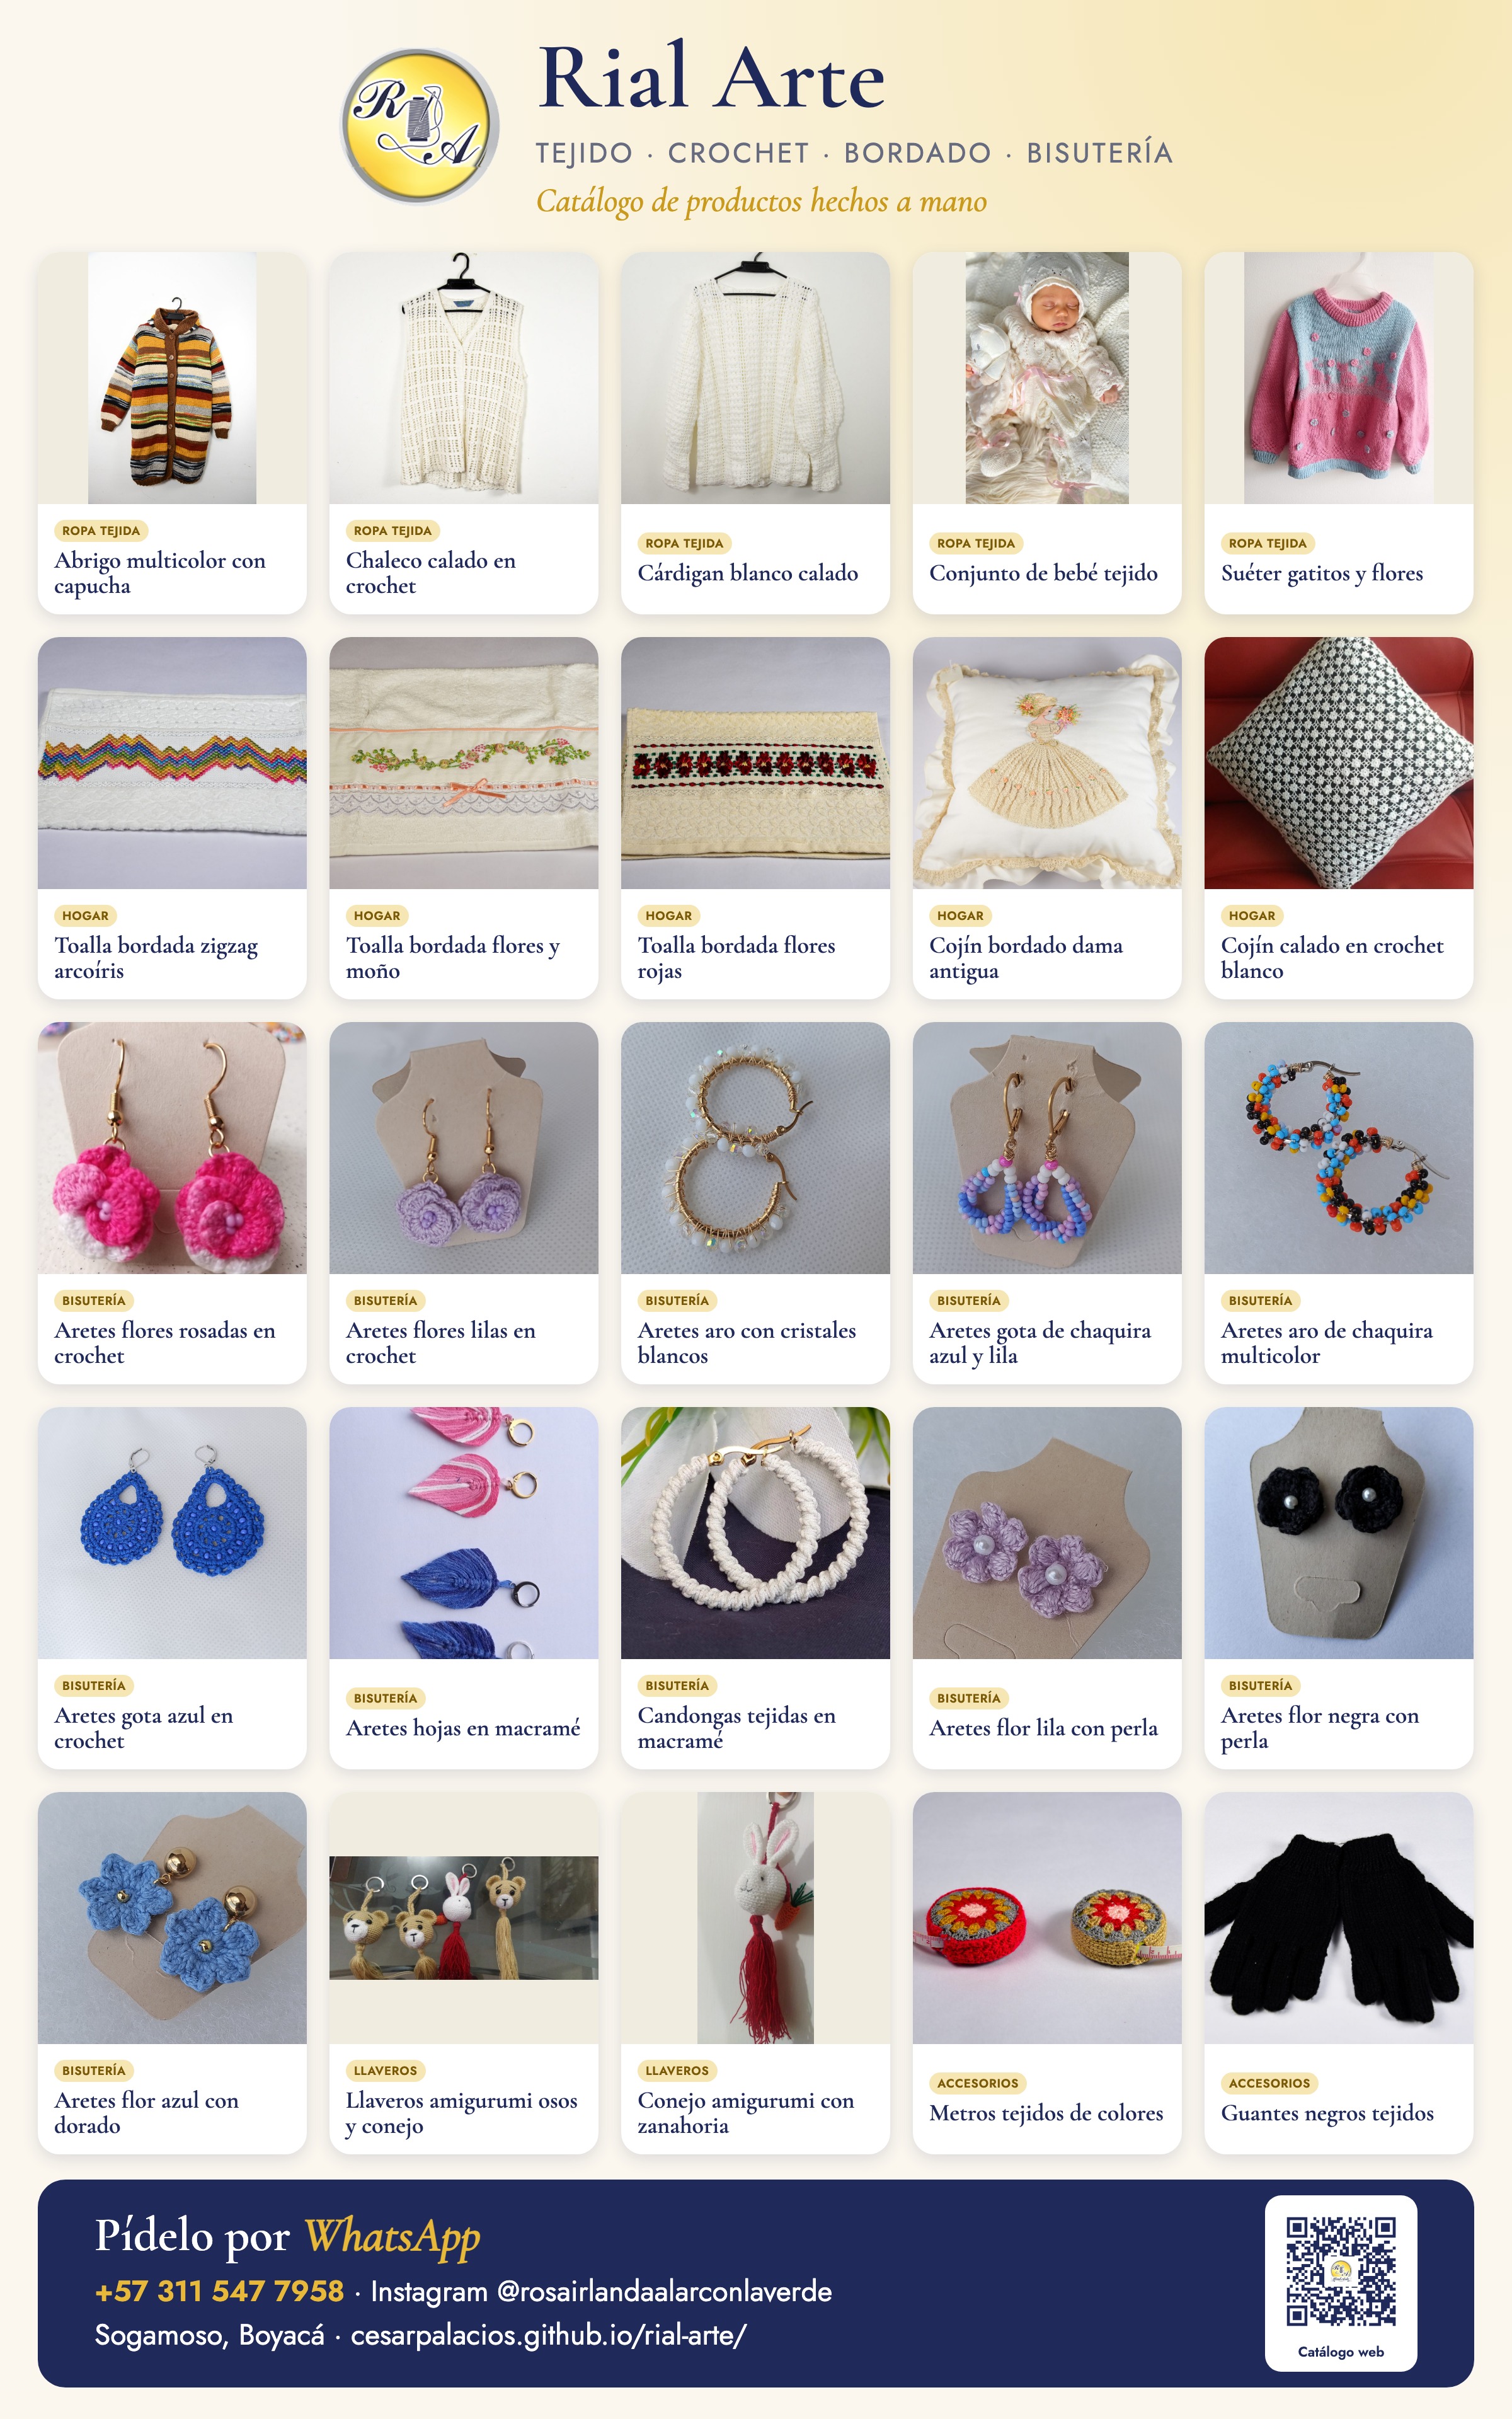 R A
Rial Arte
TEJIDO · CROCHET · BORDADO · BISUTERÍA
Catálogo de productos hechos a mano
ROPA TEJIDA
Abrigo multicolor con
capucha
ROPA TEJIDA
Chaleco calado en
crochet
ROPA TEJIDA
Cárdigan blanco calado
ROPA TEJIDA
Conjunto de bebé tejido
ROPA TEJIDA
Suéter gatitos y flores
HOGAR
Toalla bordada zigzag
arcoíris
HOGAR
Toalla bordada flores y
moño
HOGAR
Toalla bordada flores
rojas
HOGAR
Cojín bordado dama
antigua
HOGAR
Cojín calado en crochet
blanco
BISUTERÍA
Aretes flores rosadas en
crochet
BISUTERÍA
Aretes flores lilas en
crochet
BISUTERÍA
Aretes aro con cristales
blancos
BISUTERÍA
Aretes gota de chaquira
azul y lila
BISUTERÍA
Aretes aro de chaquira
multicolor
BISUTERÍA
Aretes gota azul en
crochet
BISUTERÍA
Aretes hojas en macramé
BISUTERÍA
Candongas tejidas en
macramé
BISUTERÍA
Aretes flor lila con perla
BISUTERÍA
Aretes flor negra con
perla
BISUTERÍA
Aretes flor azul con
dorado
LLAVEROS
Llaveros amigurumi osos
y conejo
LLAVEROS
Conejo amigurumi con
zanahoria
ACCESORIOS
Metros tejidos de colores
ACCESORIOS
Guantes negros tejidos
Pídelo por WhatsApp
+57 311 547 7958 · Instagram @rosairlandaalarconlaverde
Sogamoso, Boyacá · cesarpalacios.github.io/rial-arte/
Catálogo web